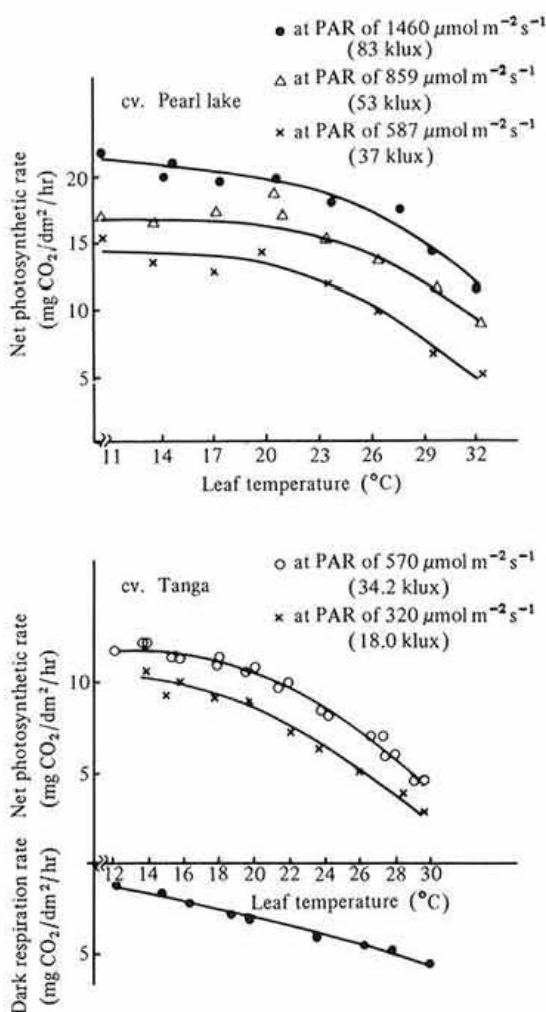 ● at PAR of 1460 μmol m⁻² s⁻¹
(83 klux)
△ at PAR of 859 μmol m⁻² s⁻¹
cv. Pearl lake
(53 klux)
× at PAR of 587 μmol m⁻² s⁻¹
(37 klux)
Net photosynthetic rate
(mg CO₂/dm²/hr)
20
15
10
5
11 14 17 20 23 26 29 32
Leaf temperature (°C)
○ at PAR of 570 μmol m⁻² s⁻¹
cv. Tanga
(34.2 klux)
× at PAR of 320 μmol m⁻² s⁻¹
(18.0 klux)
Net photosynthetic rate
(mg CO₂/dm²/hr)
10
5
12 14 16 18 20 22 24 26 28 30
Leaf temperature (°C)
Dark respiration rate
(mg CO₂/dm²/hr)
5